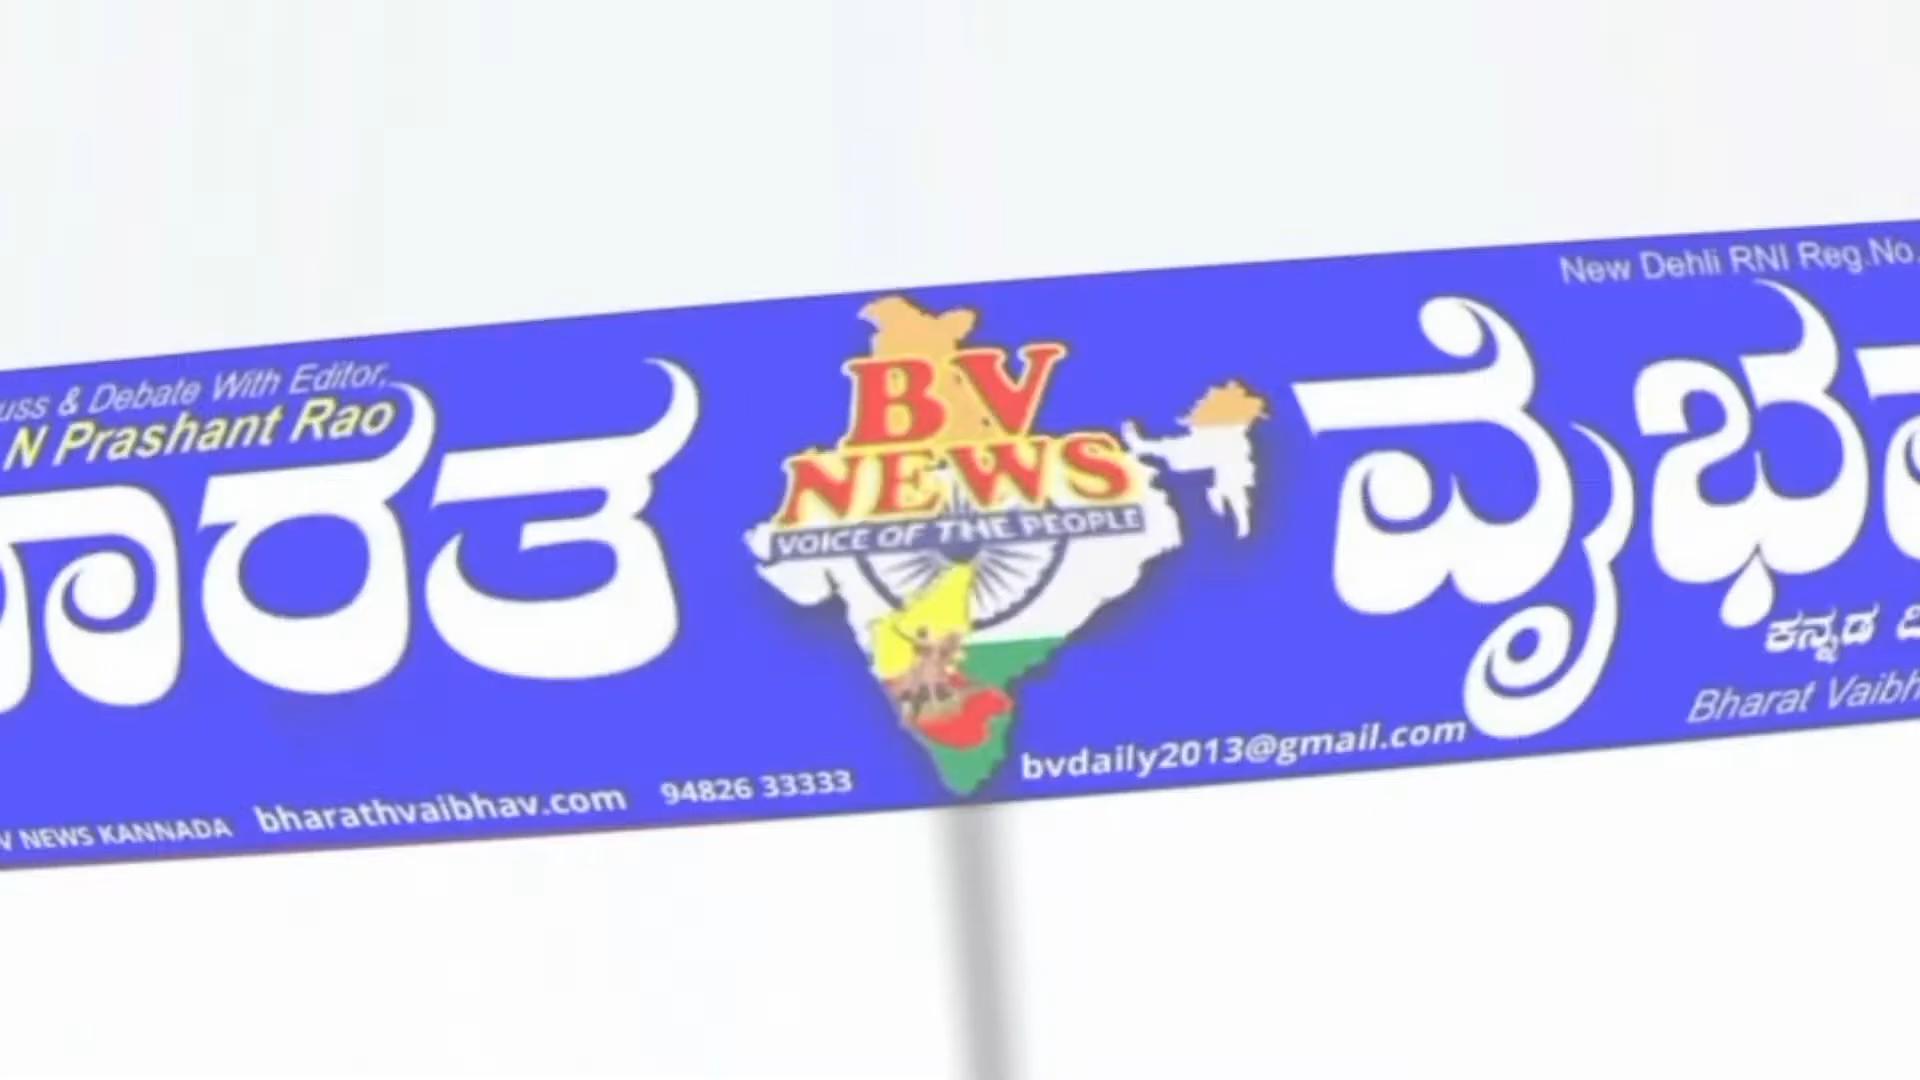 uss & Debate With Editor,
N Prashant Rao
ಾರತ
BV
NEWS
VOICE OF THE PEOPLE
New Dehli RNI Reg.No.
ವೈಭ
ಕನ್ನಡ
Bharat Vaibh
V NEWS KANNADA bharathvaibhav.com 94826 33333 bvdaily2013@gmail.com